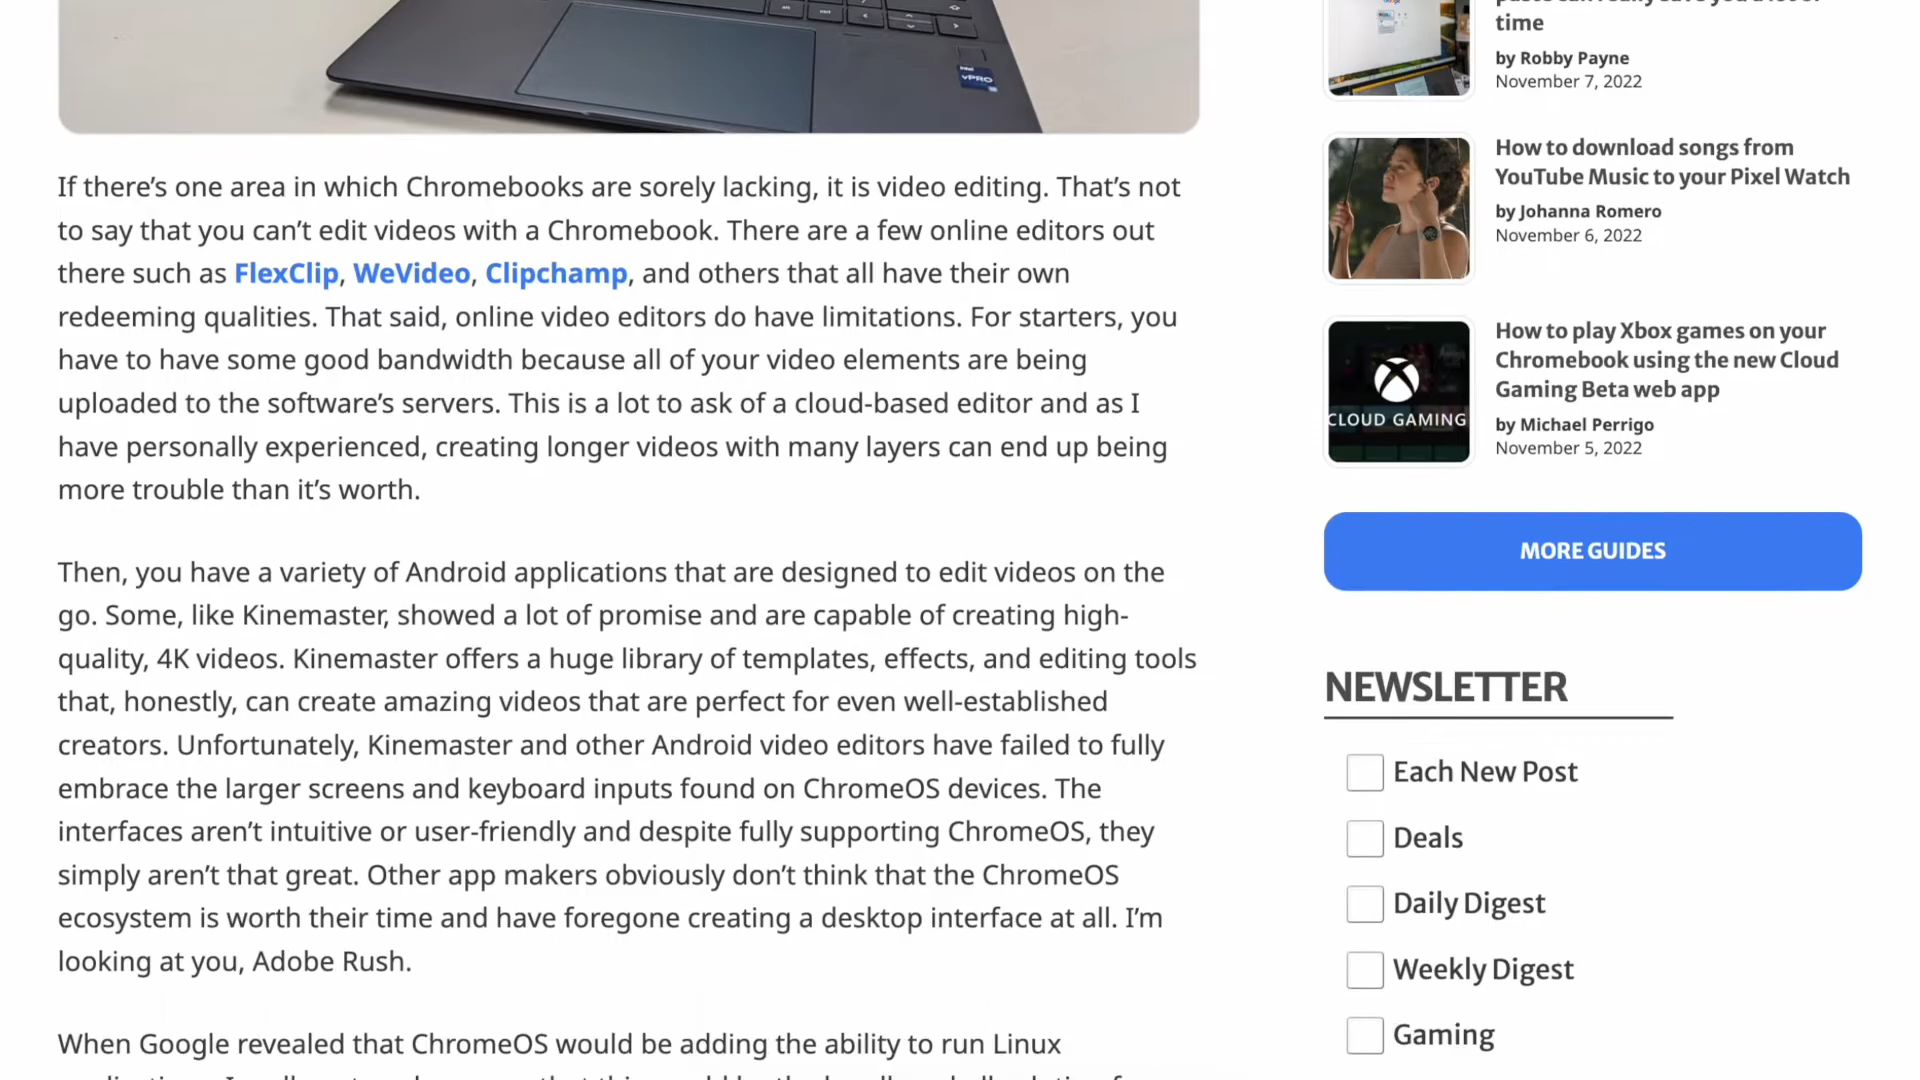 intel
vPRO
If there’s one area in which Chromebooks are sorely lacking, it is video editing. That’s not
to say that you can’t edit videos with a Chromebook. There are a few online editors out
there such as FlexClip, WeVideo, Clipchamp, and others that all have their own
redeeming qualities. That said, online video editors do have limitations. For starters, you
have to have some good bandwidth because all of your video elements are being
uploaded to the software’s servers. This is a lot to ask of a cloud-based editor and as I
have personally experienced, creating longer videos with many layers can end up being
more trouble than it’s worth.
Then, you have a variety of Android applications that are designed to edit videos on the
go. Some, like Kinemaster, showed a lot of promise and are capable of creating high-
quality, 4K videos. Kinemaster offers a huge library of templates, effects, and editing tools
that, honestly, can create amazing videos that are perfect for even well-established
creators. Unfortunately, Kinemaster and other Android video editors have failed to fully
embrace the larger screens and keyboard inputs found on ChromeOS devices. The
interfaces aren’t intuitive or user-friendly and despite fully supporting ChromeOS, they
simply aren’t that great. Other app makers obviously don’t think that the ChromeOS
ecosystem is worth their time and have foregone creating a desktop interface at all. I’m
looking at you, Adobe Rush.
When Google revealed that ChromeOS would be adding the ability to run Linux
time
by Robby Payne
November 7, 2022
How to download songs from
YouTube Music to your Pixel Watch
by Johanna Romero
November 6, 2022
CLOUD GAMING
How to play Xbox games on your
Chromebook using the new Cloud
Gaming Beta web app
by Michael Perrigo
November 5, 2022
MORE GUIDES
NEWSLETTER
Each New Post
Deals
Daily Digest
Weekly Digest
Gaming